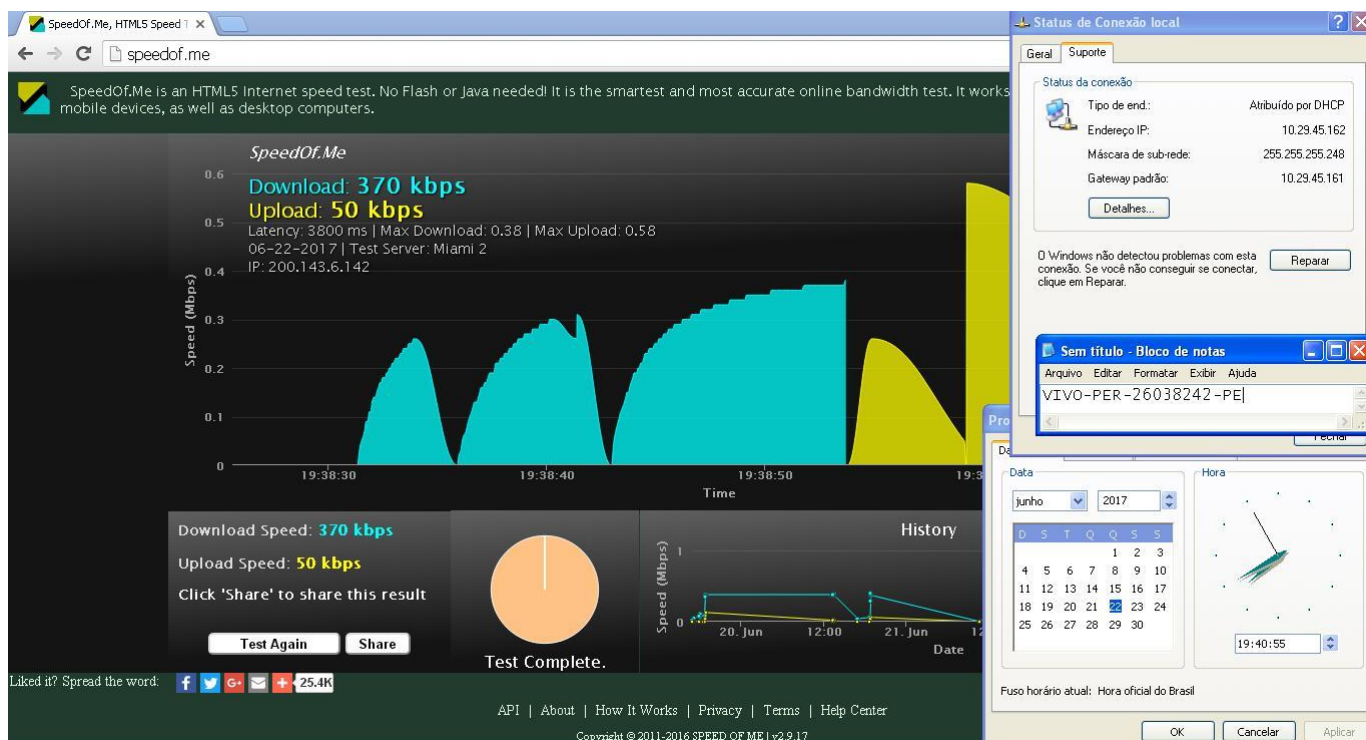 SpeedOf.Me, HTML5 Speed T
speedof.me
SpeedOf.Me is an HTML5 Internet speed test. No Flash or Java needed! It is the smartest and most accurate online bandwidth test. It works
mobile devices, as well as desktop computers.
SpeedOf.Me
Download: 370 kbps
Upload: 50 kbps
Latency: 3800 ms | Max Download: 0.38 | Max Upload: 0.58
06-22-2017 | Test Server: Miami 2
IP: 200.143.6.142
Speed (Mbps)
0.6
0.5
0.4
0.3
0.2
0.1
0
19:38:30 19:38:40 19:38:50 19:3
Time
Download Speed: 370 kbps
Upload Speed: 50 kbps
Click 'Share' to share this result
Test Again Share
Test Complete.
History
Speed (Mbps)
1
0
20. Jun 12:00 21. Jun 12
Date
Liked it? Spread the word: 25.4K
API | About | How It Works | Privacy | Terms | Help Center
Copyright © 2011-2016 SPEED OF ME | v2.9.17
Status de Conexão local
Geral Suporte
Status da conexão
Tipo de end.: Atribuído por DHCP
Endereço IP: 10.29.45.162
Máscara de sub-rede: 255.255.255.248
Gateway padrão: 10.29.45.161
Detalhes...
O Windows não detectou problemas com esta
conexão. Se você não conseguir se conectar,
clique em Reparar.
Reparar
Sem título - Bloco de notas
Arquivo Editar Formatar Exibir Ajuda
VIVO-PER-26038242-PE
Fechar
Pro
Da
Data
junho 2017
D S T Q Q S S
1 2 3
4 5 6 7 8 9 10
11 12 13 14 15 16 17
18 19 20 21 22 23 24
25 26 27 28 29 30
Hora
19:40:55
Fuso horário atual: Hora oficial do Brasil
OK Cancelar Aplicar